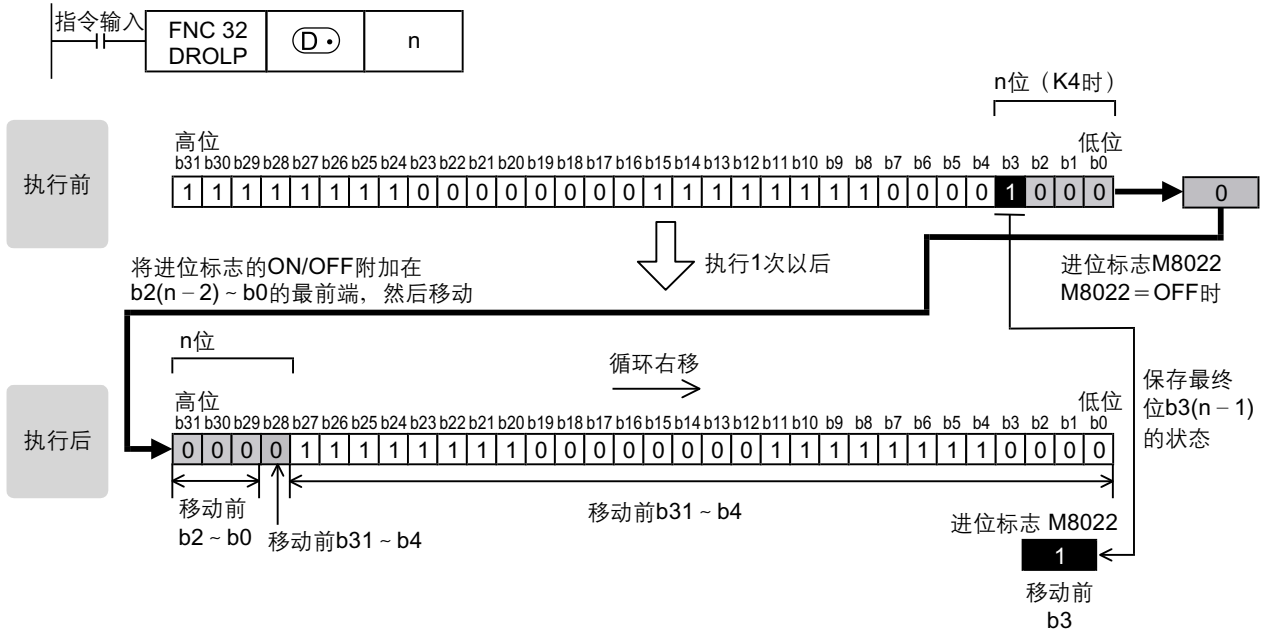 指令输入
FNC 32
DROLP
D·
n
n位（K4时）
高位
低位
b31 b30 b29 b28 b27 b26 b25 b24 b23 b22 b21 b20 b19 b18 b17 b16 b15 b14 b13 b12 b11 b10 b9 b8 b7 b6 b5 b4 b3 b2 b1 b0
执行前
1 1 1 1 1 1 1 1 0 0 0 0 0 0 0 0 1 1 1 1 1 1 1 1 0 0 0 0 1 0 0 0
0
将进位标志的ON/OFF附加在
b2(n－2)~b0的最前端，然后移动
执行1次以后
进位标志M8022
M8022＝OFF时
n位
循环右移
高位
低位
b31 b30 b29 b28 b27 b26 b25 b24 b23 b22 b21 b20 b19 b18 b17 b16 b15 b14 b13 b12 b11 b10 b9 b8 b7 b6 b5 b4 b3 b2 b1 b0
执行后
0 0 0 0 1 1 1 1 1 1 1 1 0 0 0 0 0 0 0 0 1 1 1 1 1 1 1 1 0 0 0 0
保存最终
位b3(n－1)
的状态
移动前
b2~b0
移动前b31~b4
移动前b31~b4
进位标志 M8022
1
移动前
b3